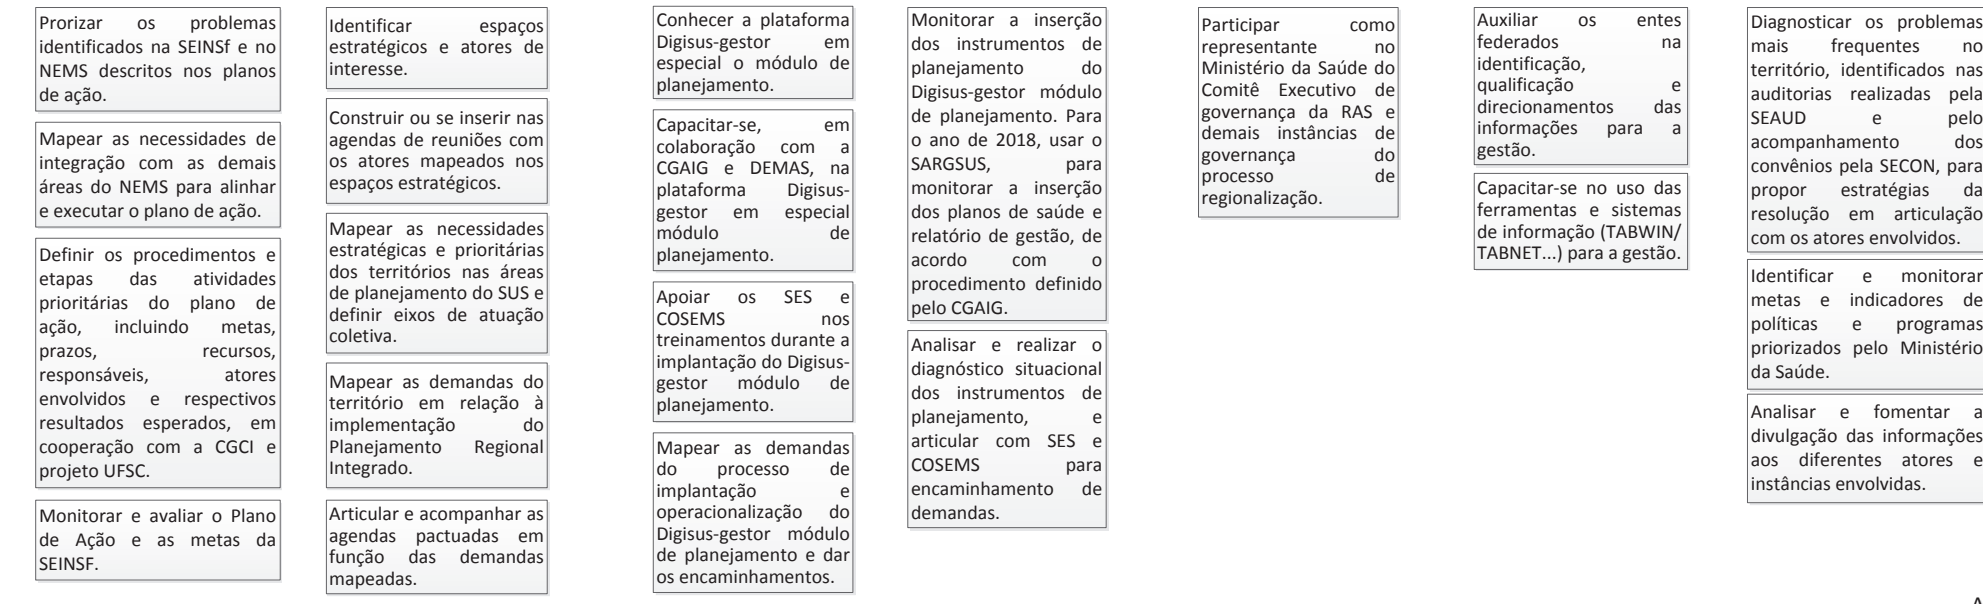 Prorizar os problemas
identificados na SEINSf e no
NEMS descritos nos planos
de ação.
Mapear as necessidades de
integração com as demais
áreas do NEMS para alinhar
e executar o plano de ação.
Definir os procedimentos e
etapas das atividades
prioritárias do plano de
ação, incluindo metas,
prazos, recursos,
responsáveis, atores
envolvidos e respectivos
resultados esperados, em
cooperação com a CGCI e
projeto UFSC.
Monitorar e avaliar o Plano
de Ação e as metas da
SEINSF.
Identificar espaços
estratégicos e atores de
interesse.
Construir ou se inserir nas
agendas de reuniões com
os atores mapeados nos
espaços estratégicos.
Mapear as necessidades
estratégicas e prioritárias
dos territórios nas áreas
de planejamento do SUS e
definir eixos de atuação
coletiva.
Mapear as demandas do
território em relação à
implementação do
Planejamento Regional
Integrado.
Articular e acompanhar as
agendas pactuadas em
função das demandas
mapeadas.
Conhecer a plataforma
Digisus-gestor em
especial o módulo de
planejamento.
Capacitar-se, em
colaboração com a
CGAIG e DEMAS, na
plataforma Digisus-
gestor em especial
módulo de
planejamento.
Apoiar os SES e
COSEMS nos
treinamentos durante a
implantação do Digisus-
gestor módulo de
planejamento.
Mapear as demandas
do processo de
implantação e
operacionalização do
Digisus-gestor módulo
de planejamento e dar
os encaminhamentos.
Monitorar a inserção
dos instrumentos de
planejamento do
Digisus-gestor módulo
de planejamento. Para
o ano de 2018, usar o
SARGSUS, para
monitorar a inserção
dos planos de saúde e
relatório de gestão, de
acordo com o
procedimento definido
pelo CGAIG.
Analisar e realizar o
diagnóstico situacional
dos instrumentos de
planejamento, e
articular com SES e
COSEMS para
encaminhamento de
demandas.
Participar como
representante no
Ministério da Saúde do
Comitê Executivo de
governança da RAS e
demais instâncias de
governança do
processo de
regionalização.
Auxiliar os entes
federados na
identificação,
qualificação e
direcionamentos das
informações para a
gestão.
Capacitar-se no uso das
ferramentas e sistemas
de informação (TABWIN/
TABNET...) para a gestão.
Diagnosticar os problemas
mais frequentes no
território, identificados nas
auditorias realizadas pela
SEAUD e pelo
acompanhamento dos
convênios pela SECON, para
propor estratégias da
resolução em articulação
com os atores envolvidos.
Identificar e monitorar
metas e indicadores de
políticas e programas
priorizados pelo Ministério
da Saúde.
Analisar e fomentar a
divulgação das informações
aos diferentes atores e
instâncias envolvidas.